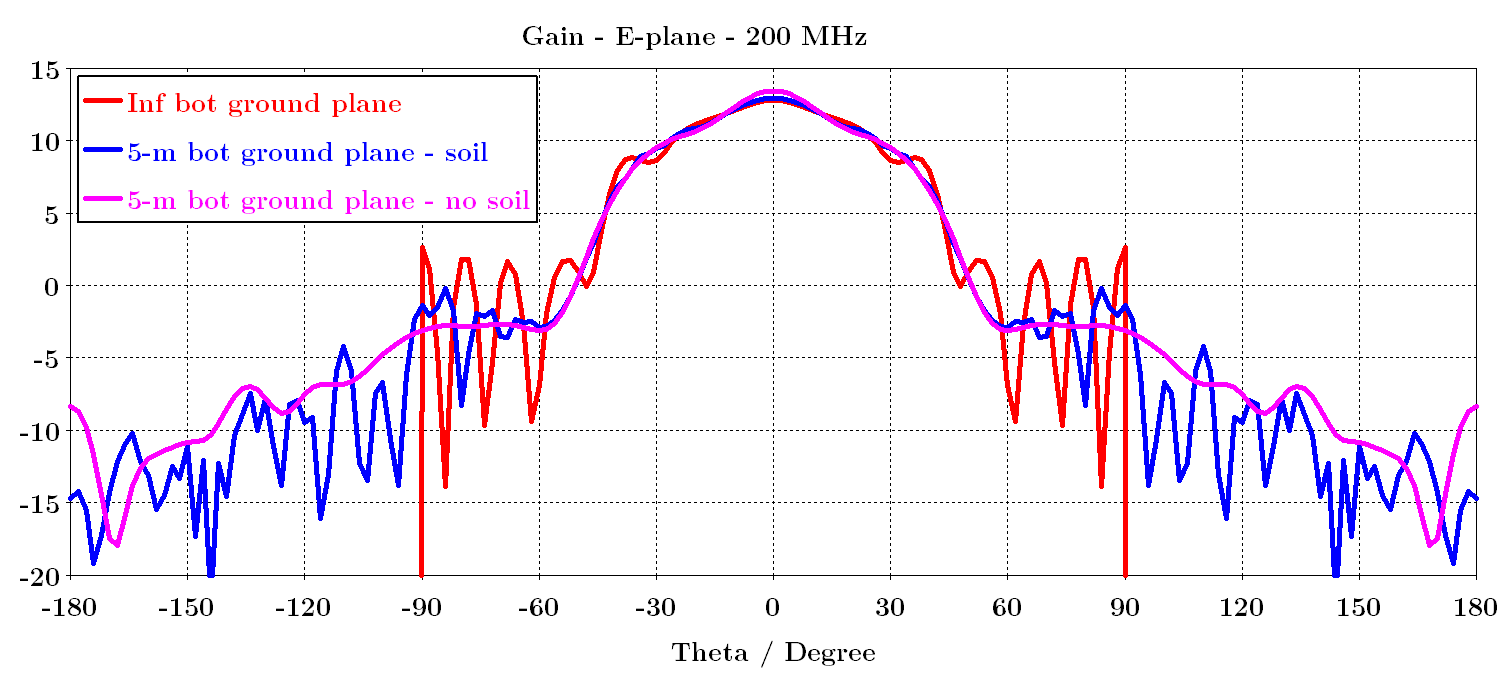 Gain - E-plane - 200 MHz
15
Inf bot ground plane
10
5-m bot ground plane - soil
5-m bot ground plane - no soil
5
0
-5
-10
-15
-20
-180 -150 -120 -90 -60 -30 0 30 60 90 120 150 180
Theta / Degree